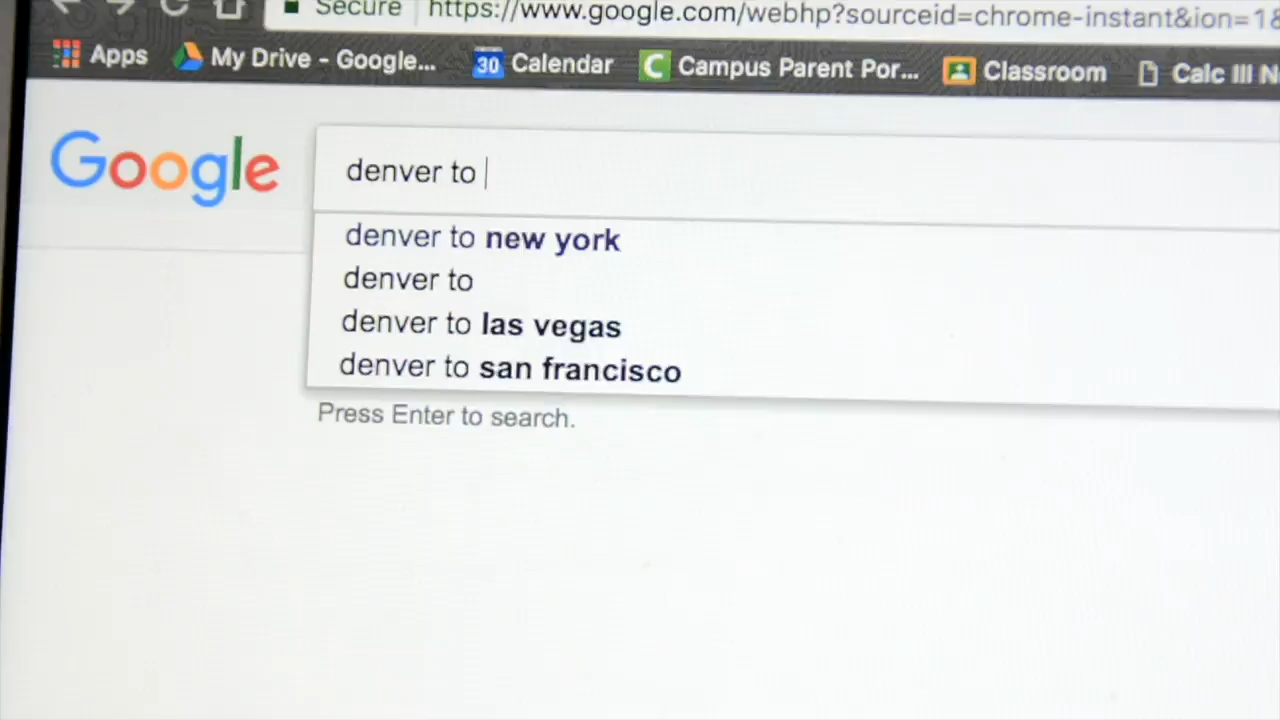 Secure https://www.google.com/webhp?sourceid=chrome-instant&ion=1&
Apps My Drive - Google... 30 Calendar C Campus Parent Por... Classroom Calc III N
Google denver to
denver to new york
denver to
denver to las vegas
denver to san francisco
Press Enter to search.